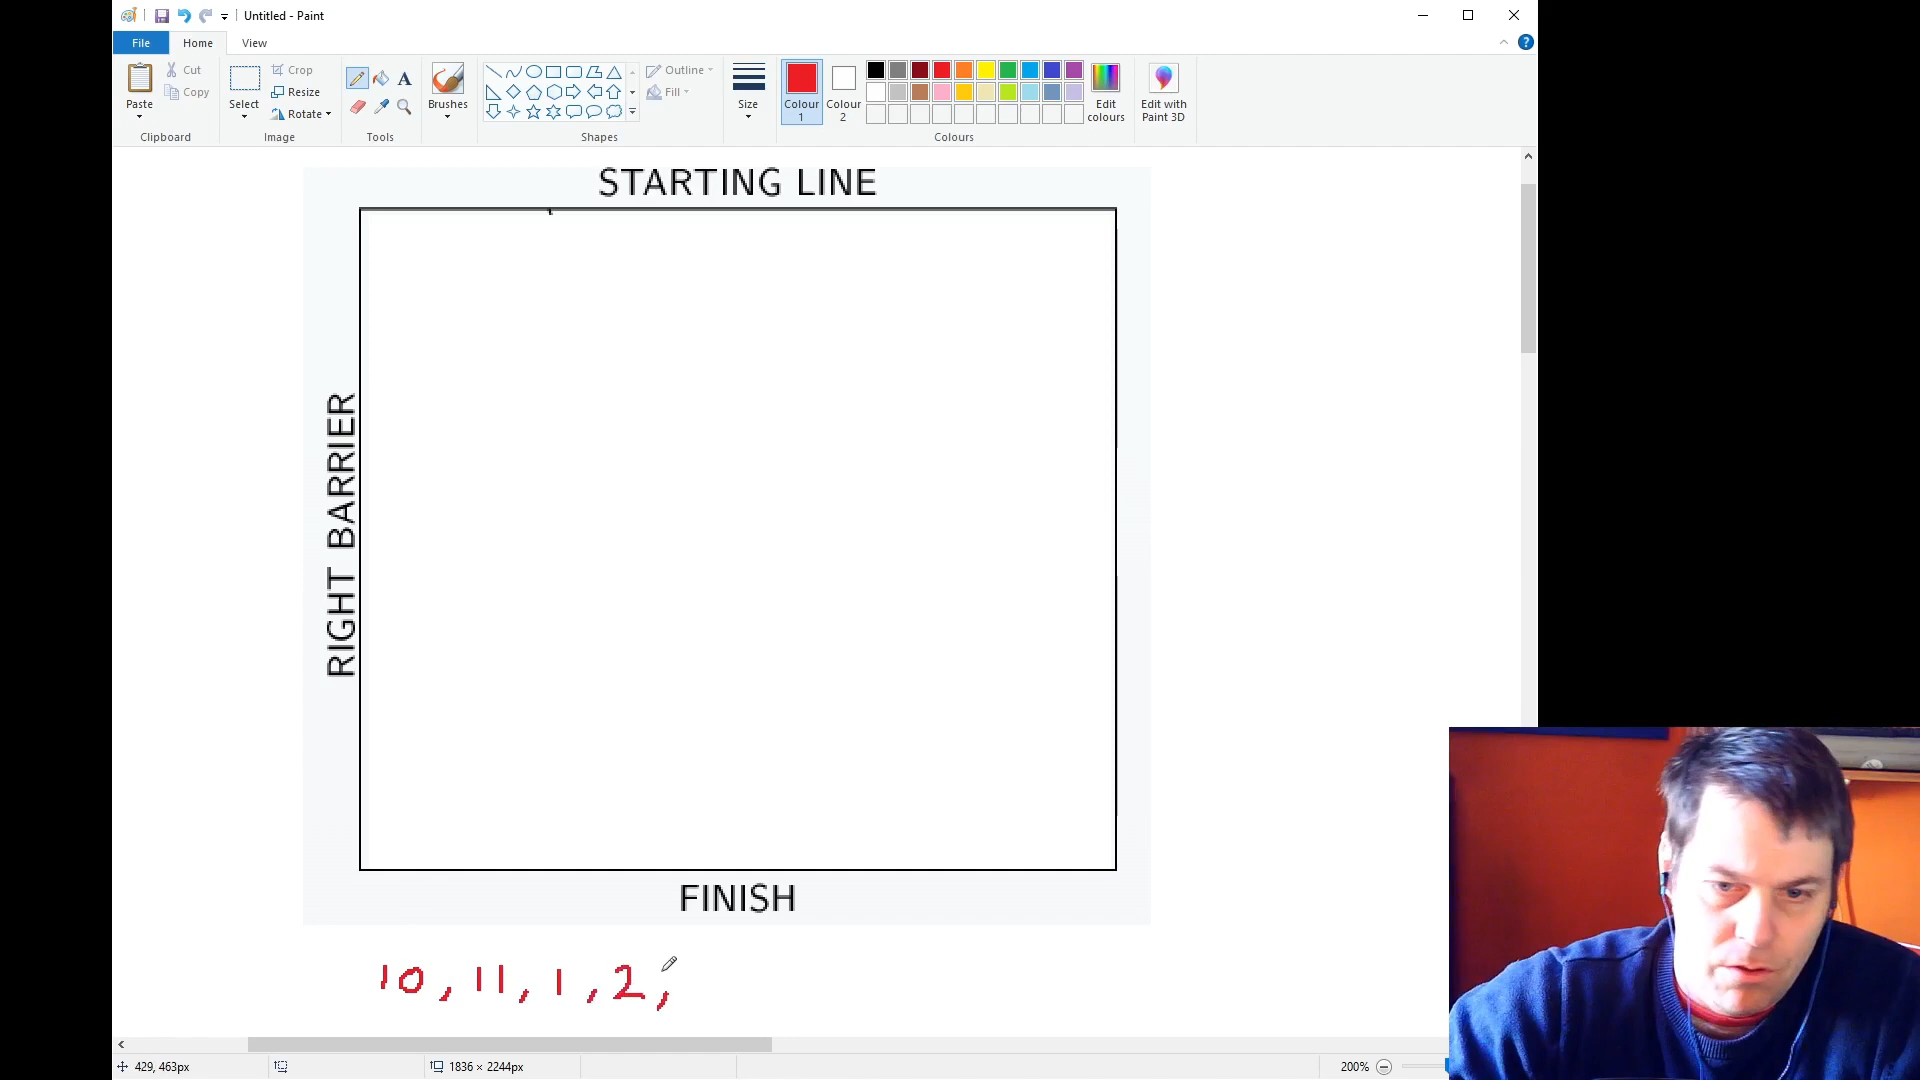 Untitled - Paint
File Home View
Paste
Cut
Copy
Clipboard
Select
Crop
Resize
Rotate
Image
A
Tools
Brushes
Shapes
Outline
Fill
Size
Colour 1
Colour 2
Edit colours
Colours
Edit with Paint 3D
?
STARTING LINE
RIGHT BARRIER
FINISH
10, 11, 1, 2,
429, 463px
1836 × 2244px
200%